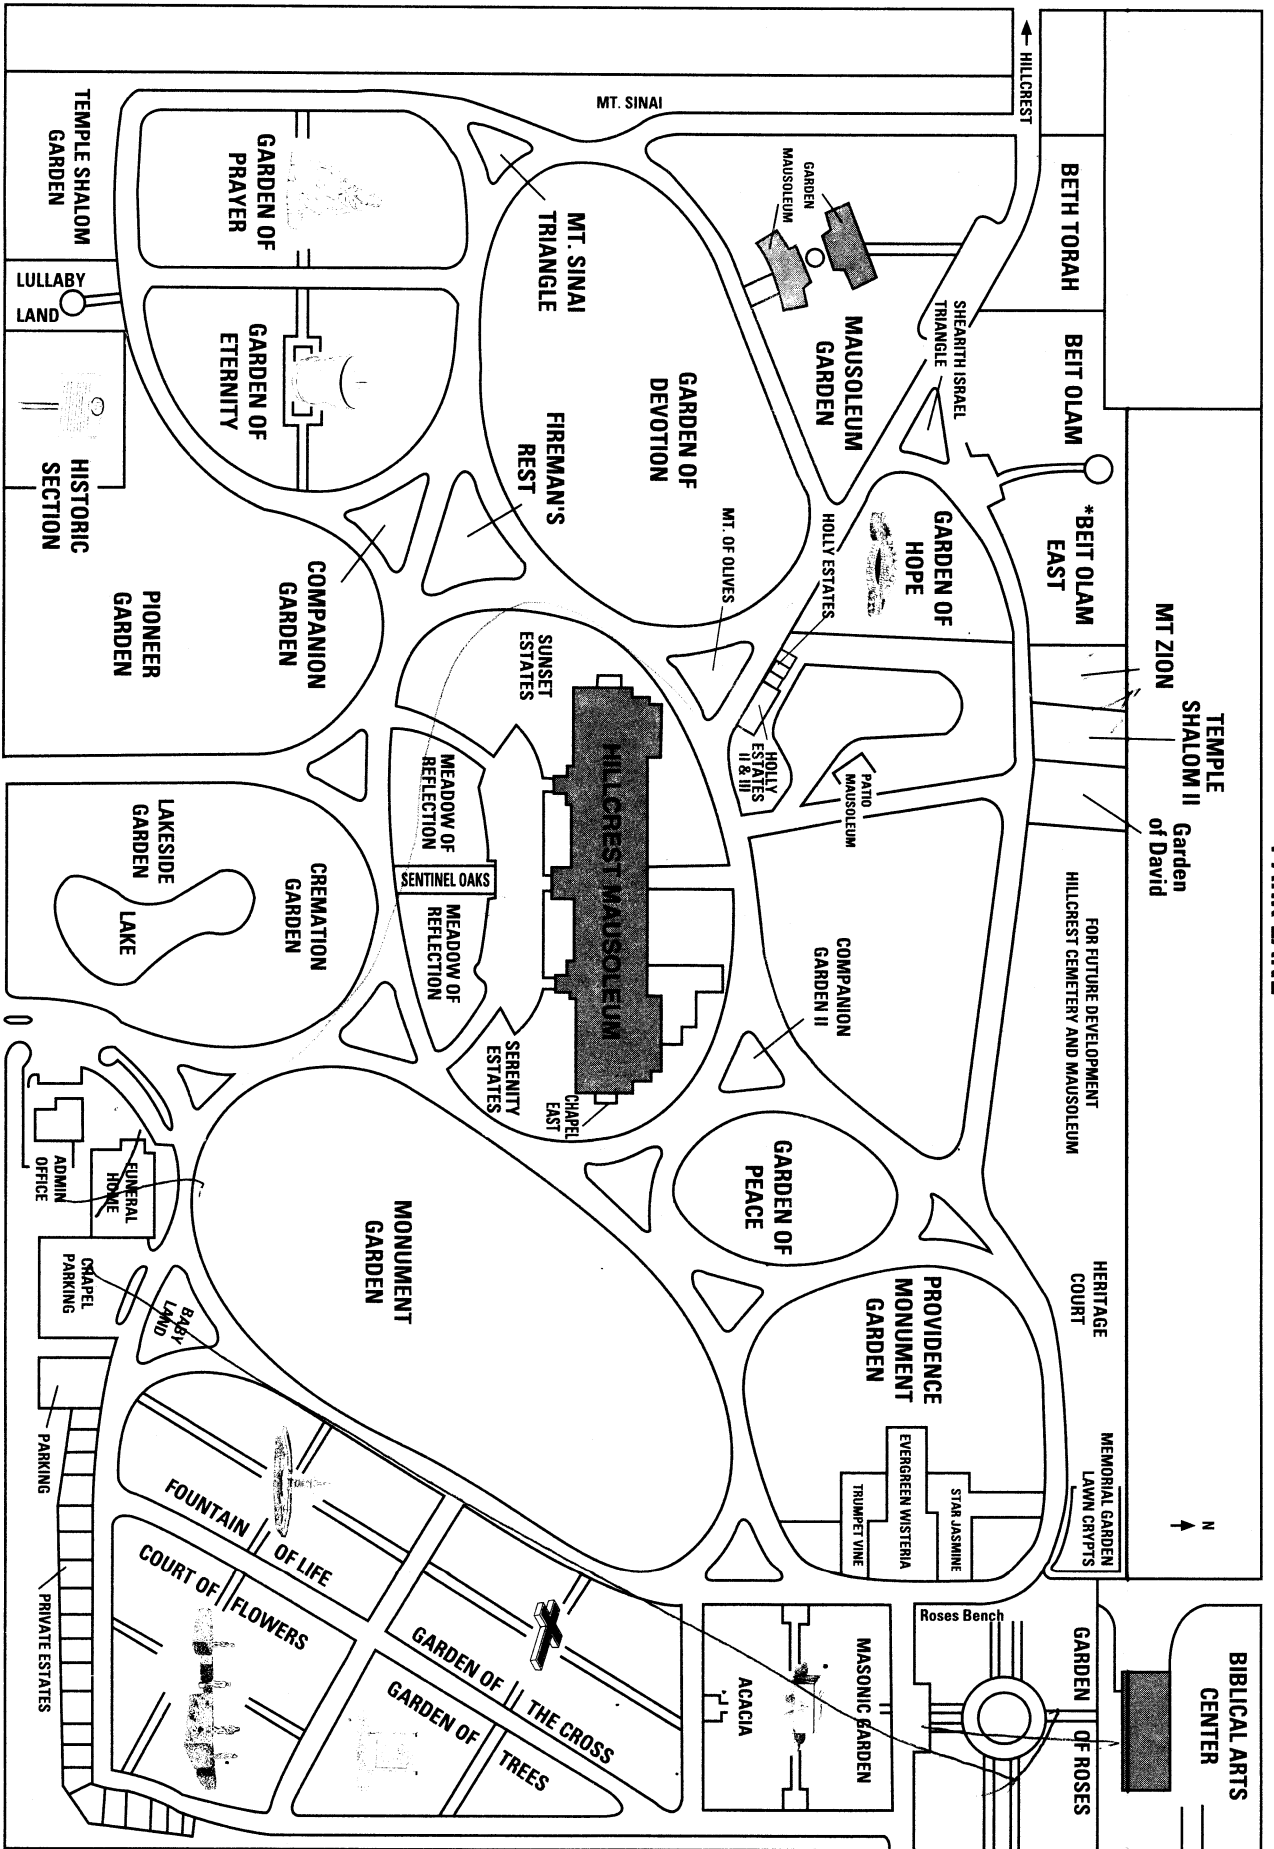 HILLCREST
MT. SINAI
BETH TORAH
TEMPLE SHALOM
GARDEN
GARDEN OF
PRAYER
MT. SINAI
TRIANGLE
GARDEN
MAUSOLEUM
LULLABY
LAND
GARDEN OF
ETERNITY
MAUSOLEUM
GARDEN
SHEARITH ISRAEL
TRIANGLE
BEIT OLAM
GARDEN OF
DEVOTION
FIREMAN'S
REST
HISTORIC
SECTION
MT. OF OLIVES
HOLLY ESTATES
GARDEN OF
HOPE
*BEIT OLAM
EAST
PIONEER
GARDEN
COMPANION
GARDEN
SUNSET
ESTATES
MT ZION
TEMPLE
SHALOM II
Garden
of David
HOLLY
ESTATES
II & III
PATIO
MAUSOLEUM
HILLCREST MAUSOLEUM
MEADOW OF
REFLECTION
SENTINEL OAKS
MEADOW OF
REFLECTION
LAKESIDE
GARDEN
LAKE
CREMATION
GARDEN
COMPANION
GARDEN II
FOR FUTURE DEVELOPMENT
HILLCREST CEMETERY AND MAUSOLEUM
SERENITY
ESTATES
CHAPEL
EAST
ADMIN
OFFICE
FUNERAL
HOME
GARDEN OF
PEACE
MONUMENT
GARDEN
CHAPEL
PARKING
BABY
LAND
PROVIDENCE
MONUMENT
GARDEN
HERITAGE
COURT
PARKING
FOUNTAIN OF LIFE
EVERGREEN WISTERIA
TRUMPET VINE
STAR JASMINE
MEMORIAL GARDEN
LAWN CRYPTS
N
COURT OF FLOWERS
PRIVATE ESTATES
GARDEN OF THE CROSS
GARDEN OF TREES
ACACIA
MASONIC GARDEN
Roses Bench
GARDEN OF ROSES
BIBLICAL ARTS
CENTER